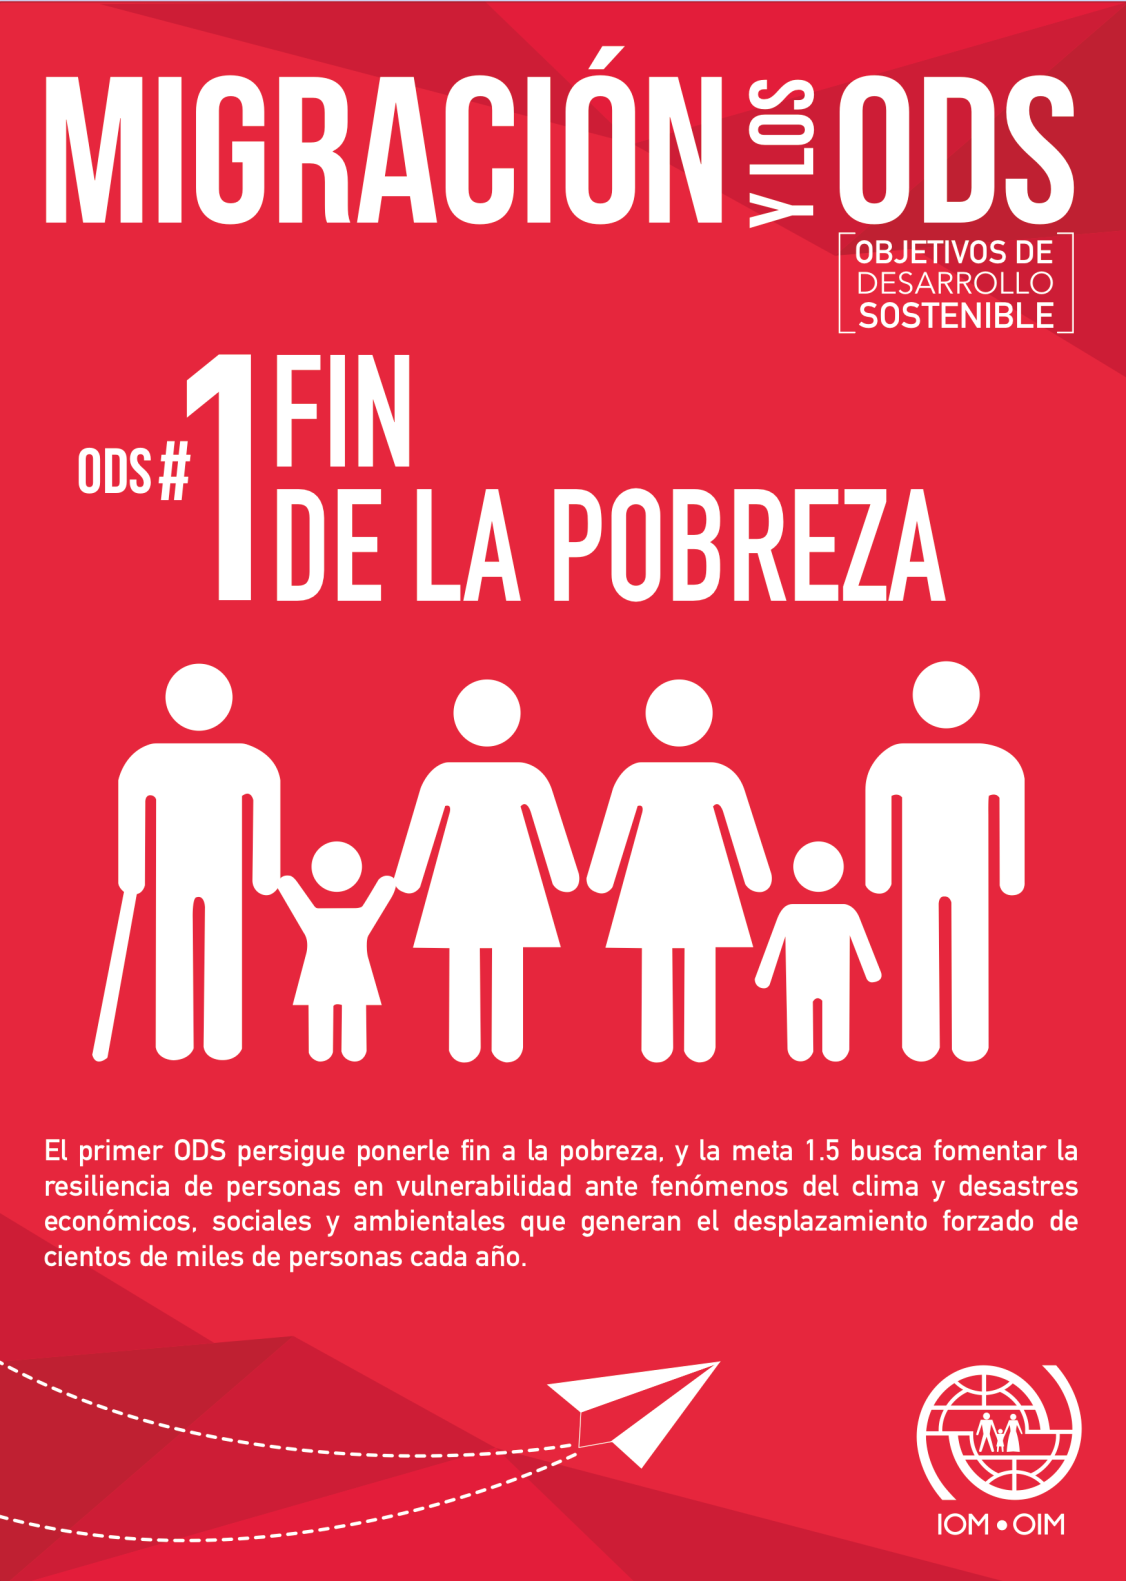 MIGRACIÓN Y LOS ODS
OBJETIVOS DE
DESARROLLO
SOSTENIBLE
ODS#1 FIN
DE LA POBREZA
El primer ODS persigue ponerle fin a la pobreza, y la meta 1.5 busca fomentar la
resiliencia de personas en vulnerabilidad ante fenómenos del clima y desastres
económicos, sociales y ambientales que generan el desplazamiento forzado de
cientos de miles de personas cada año.
IOM • OIM